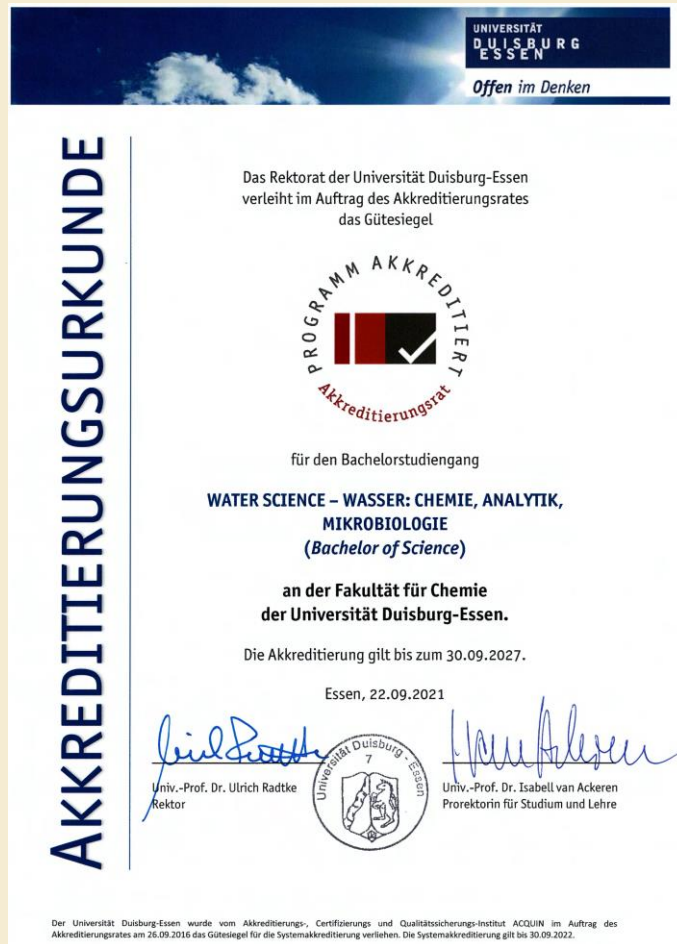 UNIVERSITÄT
DUISBURG
ESSEN
Offen im Denken
AKKREDITIERUNGSURKUNDE
Das Rektorat der Universität Duisburg-Essen
verleiht im Auftrag des Akkreditierungsrates
das Gütesiegel
PROGRAMM AKKREDITIERT
Akkreditierungsrat
für den Bachelorstudiengang
WATER SCIENCE – WASSER: CHEMIE, ANALYTIK,
MIKROBIOLOGIE
(Bachelor of Science)
an der Fakultät für Chemie
der Universität Duisburg-Essen.
Die Akkreditierung gilt bis zum 30.09.2027.
Essen, 22.09.2021
Universität Duisburg - Essen
7
Univ.-Prof. Dr. Ulrich Radtke
Rektor
Univ.-Prof. Dr. Isabell van Ackeren
Prorektorin für Studium und Lehre
Der Universität Duisburg-Essen wurde vom Akkreditierungs-, Certifizierungs und Qualitätssicherungs-Institut ACQUIN im Auftrag des
Akkreditierungsrates am 26.09.2016 das Gütesiegel für die Systemakkreditierung verliehen. Die Systemakkreditierung gilt bis 30.09.2022.